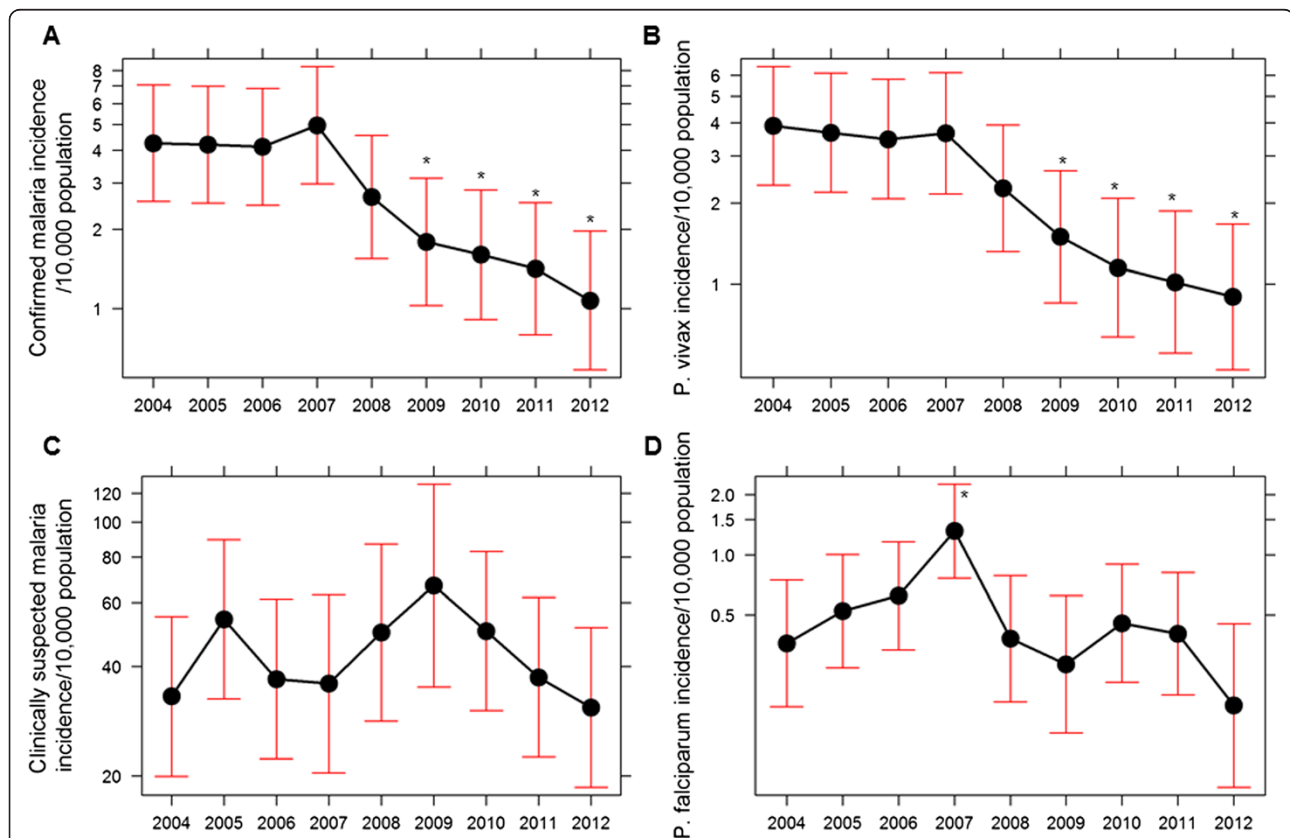 A
Confirmed malaria incidence
/10,000 population
8
7
6
5
4
3
2
1
*
*
*
*
2004 2005 2006 2007 2008 2009 2010 2011 2012
B
P. vivax incidence/10,000 population
6
5
4
3
2
1
*
*
*
*
2004 2005 2006 2007 2008 2009 2010 2011 2012
C
Clinically suspected malaria
incidence/10,000 population
120
100
80
60
40
20
2004 2005 2006 2007 2008 2009 2010 2011 2012
D
P. falciparum incidence/10,000 population
2.0
1.5
1.0
0.5
*
2004 2005 2006 2007 2008 2009 2010 2011 2012